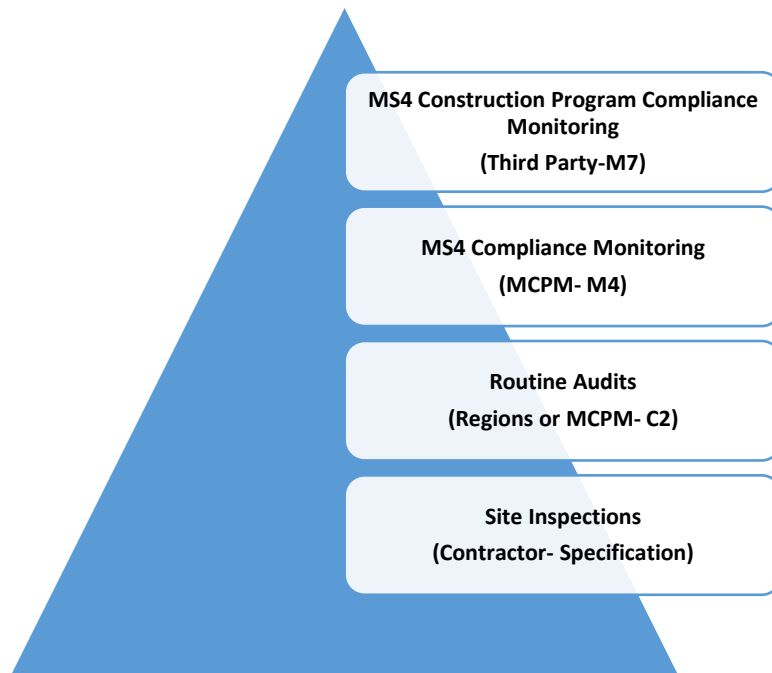 MS4 Construction Program Compliance
Monitoring
(Third Party-M7)
MS4 Compliance Monitoring
(MCPM- M4)
Routine Audits
(Regions or MCPM- C2)
Site Inspections
(Contractor- Specification)